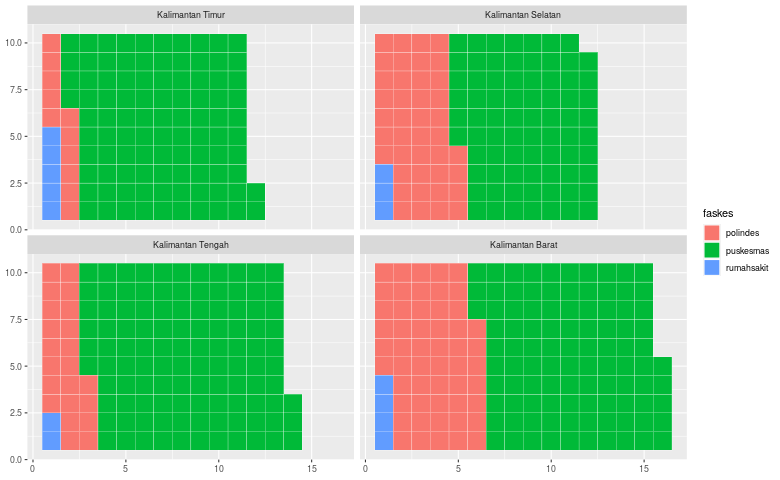 Kalimantan Timur
Kalimantan Selatan
10.0
7.5
5.0
2.5
0.0
faskes
polindes
puskesmas
rumahsakit
Kalimantan Tengah
Kalimantan Barat
10.0
7.5
5.0
2.5
0.0
0 5 10 15
0 5 10 15